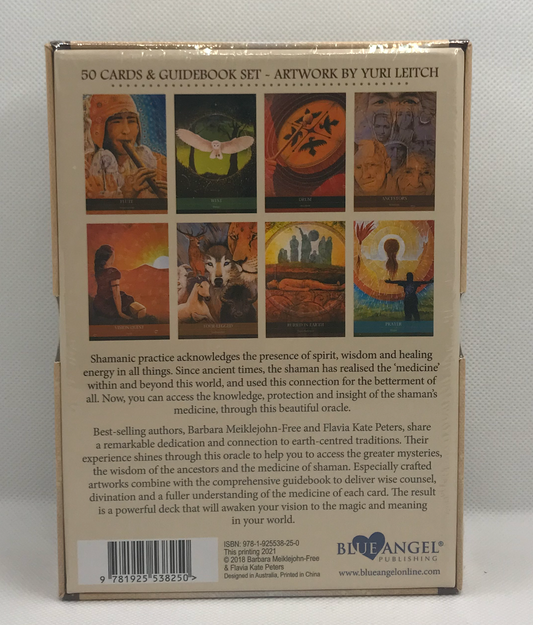 50 CARDS & GUIDEBOOK SET - ARTWORK BY YURI LEITCH
DRUM
ANCESTORS
Shamanic practice acknowledges the presence of spirit, wisdom and healing
energy in all things. Since ancient times, the shaman has realised the ‘medicine’
within and beyond this world, and used this connection for the betterment of
all. Now, you can access the knowledge, protection and insight of the shaman’s
medicine, through this beautiful oracle.
Best-selling authors, Barbara Meiklejohn-Free and Flavia Kate Peters, share
a remarkable dedication and connection to earth-centred traditions. Their
experience shines through this oracle to help you to access the greater mysteries,
the wisdom of the ancestors and the medicine of shaman. Especially crafted
artworks combine with the comprehensive guidebook to deliver wise counsel,
divination and a fuller understanding of the medicine of each card. The result
is a powerful deck that will awaken your vision to the magic and meaning
in your world.
9 781925 538250 >
ISBN: 978-1-925538-25-0
This printing 2021
© 2018 Barbara Meiklejohn-Free
& Flavia Kate Peters
Designed in Australia, Printed in China
BLUE ANGEL®
PUBLISHING
www.blueangelonline.com